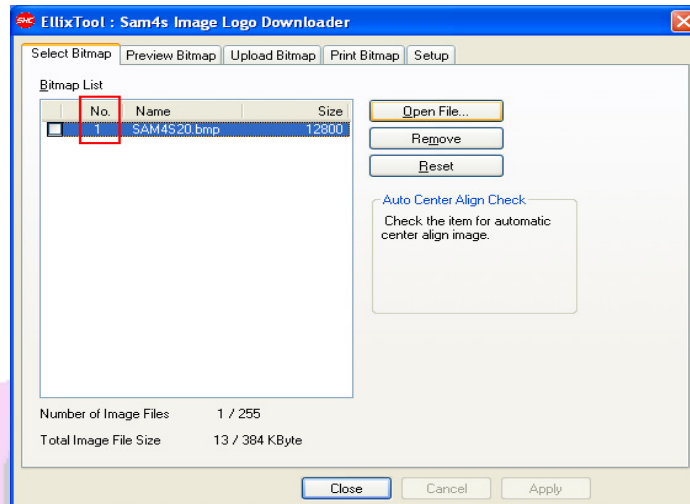 SHC EllixTool : Sam4s Image Logo Downloader
Select Bitmap Preview Bitmap Upload Bitmap Print Bitmap Setup
Bitmap List
No. Name Size
1 SAM4S20.bmp 12800
Open File...
Remove
Reset
Auto Center Align Check
Check the item for automatic
center align image.
Number of Image Files 1 / 255
Total Image File Size 13 / 384 KByte
Close Cancel Apply